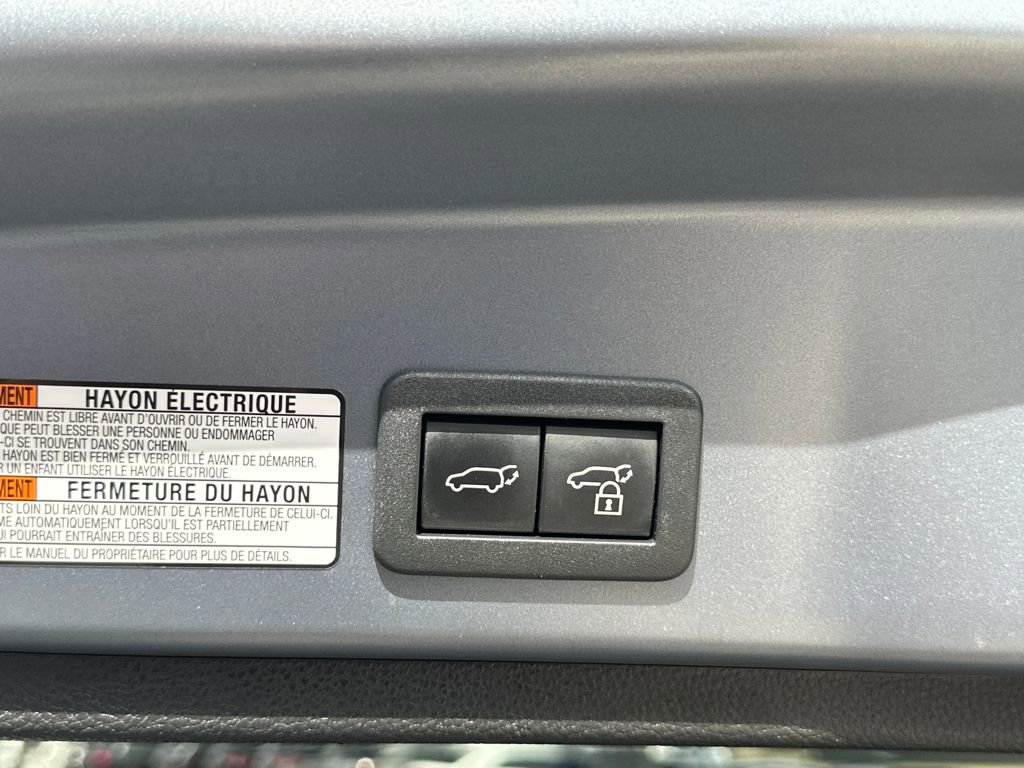 MENT HAYON ÉLECTRIQUE
CHEMIN EST LIBRE AVANT D'OUVRIR OU DE FERMER LE HAYON.
QUE PEUT BLESSER UNE PERSONNE OU ENDOMMAGER
-CI SE TROUVENT DANS SON CHEMIN.
HAYON EST BIEN FERMÉ ET VERROUILLÉ AVANT DE DÉMARRER.
R UN ENFANT UTILISER LE HAYON ÉLECTRIQUE.
MENT FERMETURE DU HAYON
TS LOIN DU HAYON AU MOMENT DE LA FERMETURE DE CELUI-CI.
ME AUTOMATIQUEMENT LORSQU'IL EST PARTIELLEMENT
UI POURRAIT ENTRAÎNER DES BLESSURES.
R LE MANUEL DU PROPRIÉTAIRE POUR PLUS DE DÉTAILS.